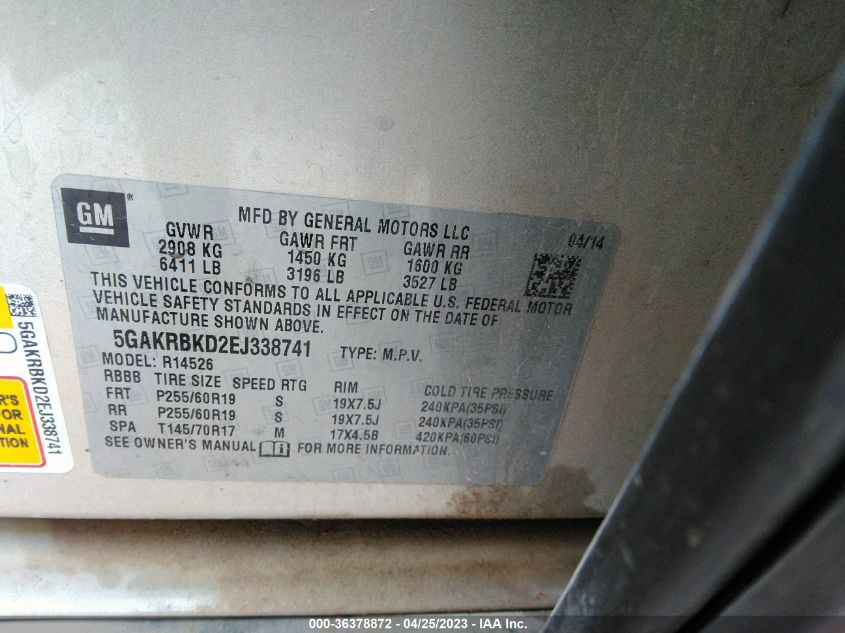 GM
®
MFD BY GENERAL MOTORS LLC
04/14
GVWR GAWR FRT GAWR RR
2908 KG 1450 KG 1600 KG
6411 LB 3196 LB 3527 LB
THIS VEHICLE CONFORMS TO ALL APPLICABLE U.S. FEDERAL MOTOR
VEHICLE SAFETY STANDARDS IN EFFECT ON THE DATE OF
MANUFACTURE SHOWN ABOVE.
5GAKRBKD2EJ338741 TYPE: M.P.V.
MODEL: R14526
RBBB TIRE SIZE SPEED RTG RIM COLD TIRE PRESSURE
FRT P255/60R19 S 19X7.5J 240KPA(35PSI)
RR P255/60R19 S 19X7.5J 240KPA(35PSI)
SPA T145/70R17 M 17X4.5B 420KPA(60PSI)
SEE OWNER'S MANUAL FOR MORE INFORMATION.
5GAKRBKD2EJ338741
R'S
FOR
NAL
ON
000-36378872 - 04/25/2023 - IAA Inc.